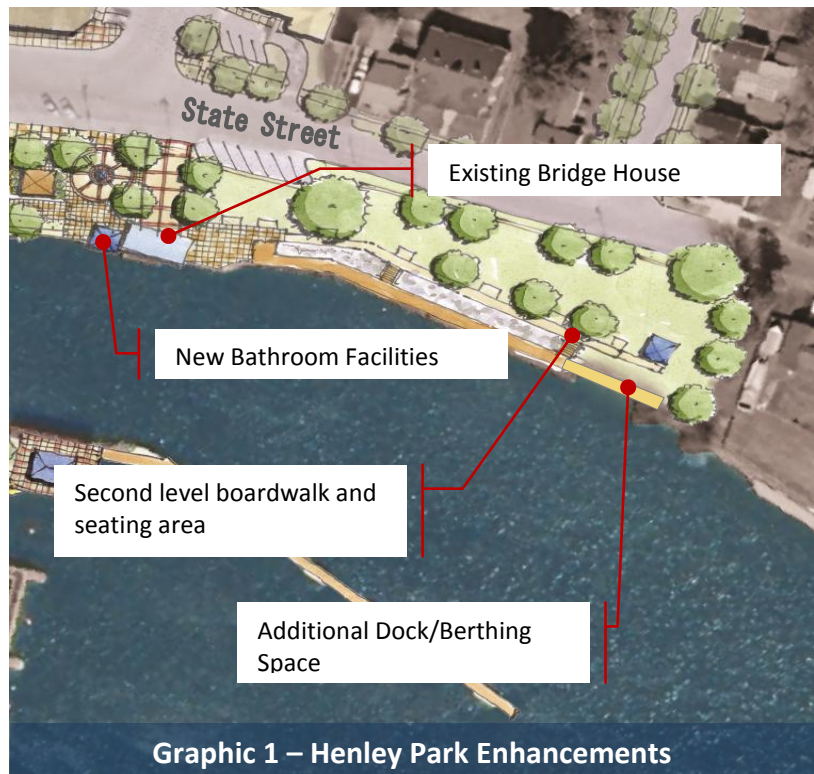 State Street
Existing Bridge House
New Bathroom Facilities
Second level boardwalk and
seating area
Additional Dock/Berthing
Space
Graphic 1 – Henley Park Enhancements